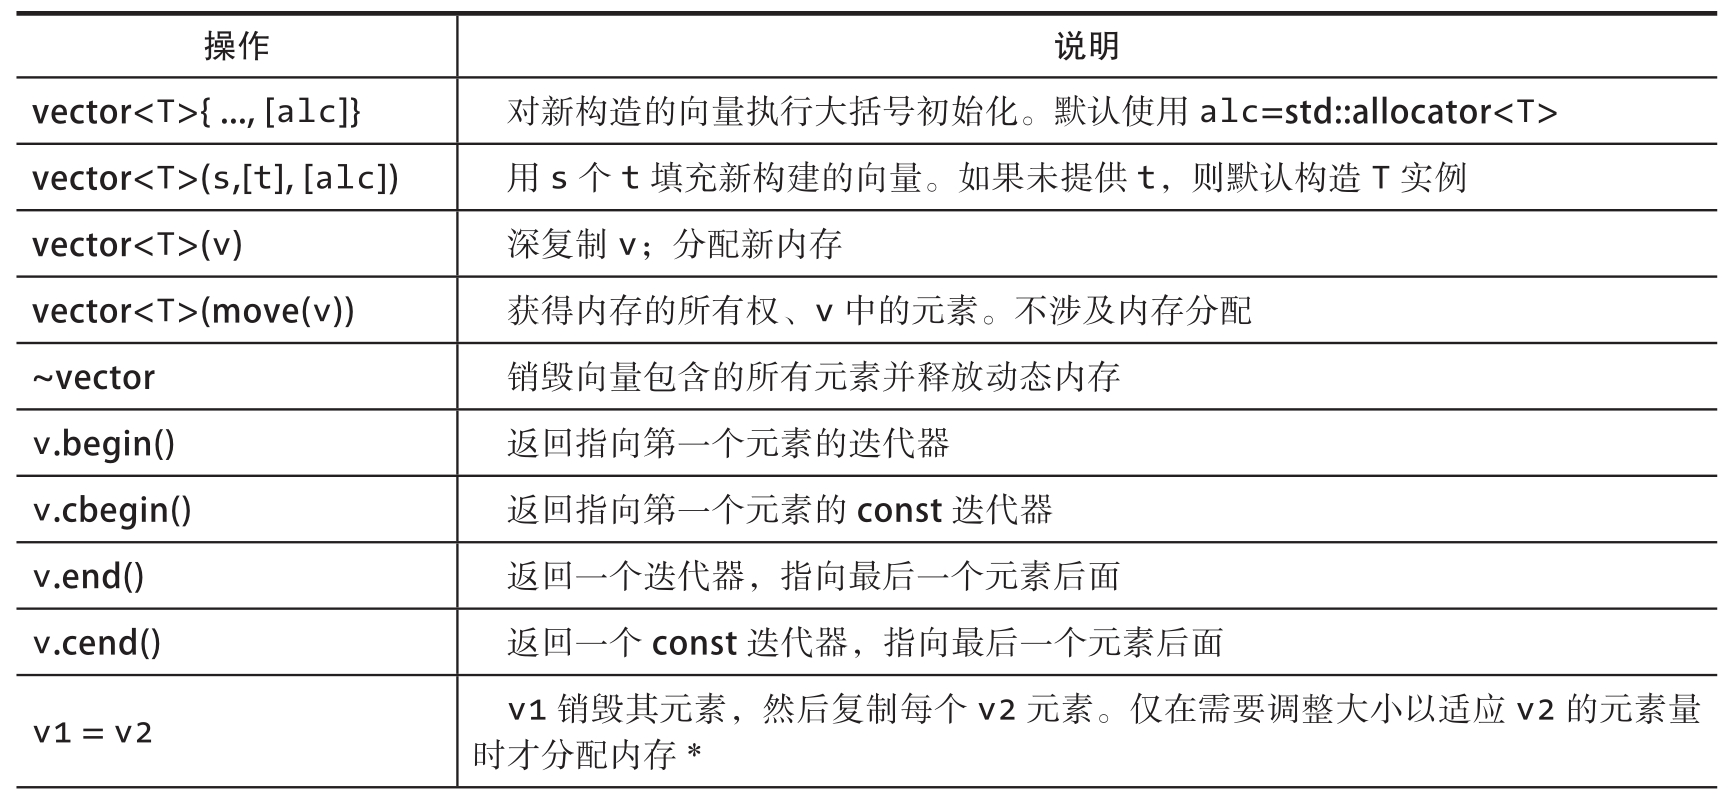 操作 说明
vector<T>{ ..., [alc]} 对新构造的向量执行大括号初始化。默认使用 alc=std::allocator<T>
vector<T>(s,[t], [alc]) 用 s 个 t 填充新构建的向量。如果未提供 t，则默认构造 T 实例
vector<T>(v) 深复制 v；分配新内存
vector<T>(move(v)) 获得内存的所有权、v 中的元素。不涉及内存分配
~vector 销毁向量包含的所有元素并释放动态内存
v.begin() 返回指向第一个元素的迭代器
v.cbegin() 返回指向第一个元素的 const 迭代器
v.end() 返回一个迭代器，指向最后一个元素后面
v.cend() 返回一个 const 迭代器，指向最后一个元素后面
v1 = v2 v1 销毁其元素，然后复制每个 v2 元素。仅在需要调整大小以适应 v2 的元素量
时才分配内存 *